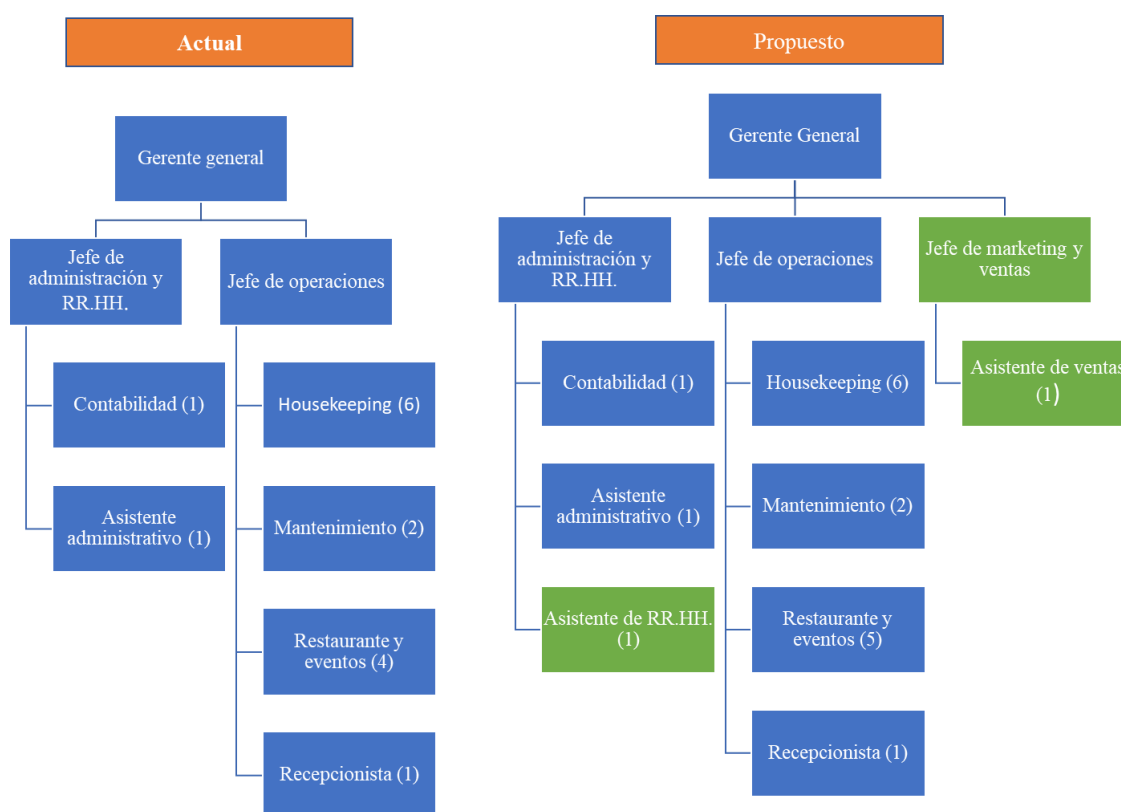 Actual
Gerente general
Jefe de
administración y
RR.HH.
Jefe de operaciones
Contabilidad (1)
Asistente
administrativo (1)
Housekeeping (6)
Mantenimiento (2)
Restaurante y
eventos (4)
Recepcionista (1)
Propuesto
Gerente General
Jefe de
administración y
RR.HH.
Jefe de operaciones
Jefe de marketing y
ventas
Contabilidad (1)
Asistente
administrativo (1)
Asistente de RR.HH.
(1)
Housekeeping (6)
Mantenimiento (2)
Restaurante y
eventos (5)
Recepcionista (1)
Asistente de ventas
(1)